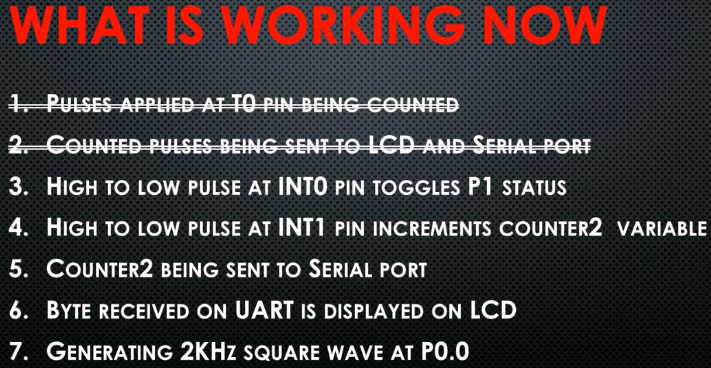 WHAT IS WORKING NOW
1. PULSES APPLIED AT T0 PIN BEING COUNTED
2. COUNTED PULSES BEING SENT TO LCD AND SERIAL PORT
3. HIGH TO LOW PULSE AT INT0 PIN TOGGLES P1 STATUS
4. HIGH TO LOW PULSE AT INT1 PIN INCREMENTS COUNTER2 VARIABLE
5. COUNTER2 BEING SENT TO SERIAL PORT
6. BYTE RECEIVED ON UART IS DISPLAYED ON LCD
7. GENERATING 2KHZ SQUARE WAVE AT P0.0